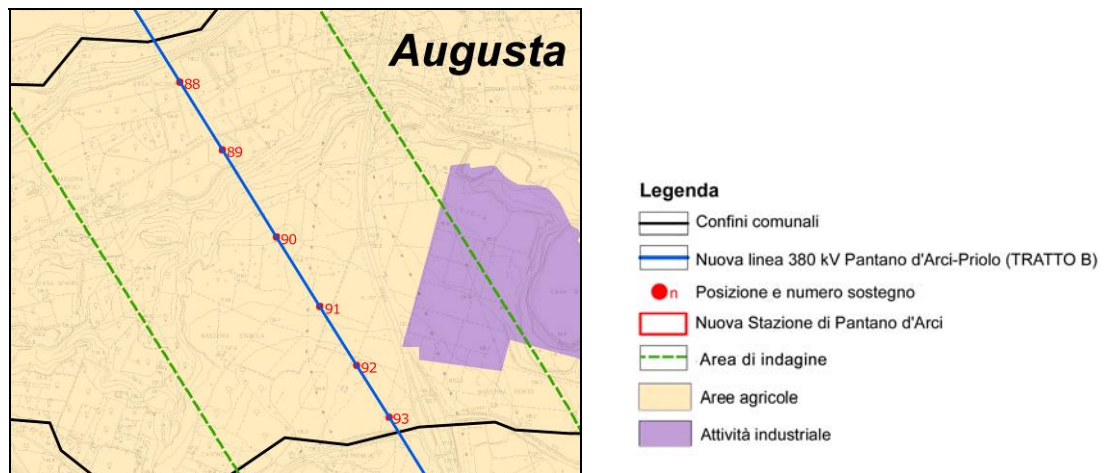 Augusta
88
89
90
91
92
93
Legenda
Confini comunali
Nuova linea 380 kV Pantano d'Arci-Priolo (TRATTO B)
n Posizione e numero sostegno
Nuova Stazione di Pantano d'Arci
Area di indagine
Aree agricole
Attività industriale